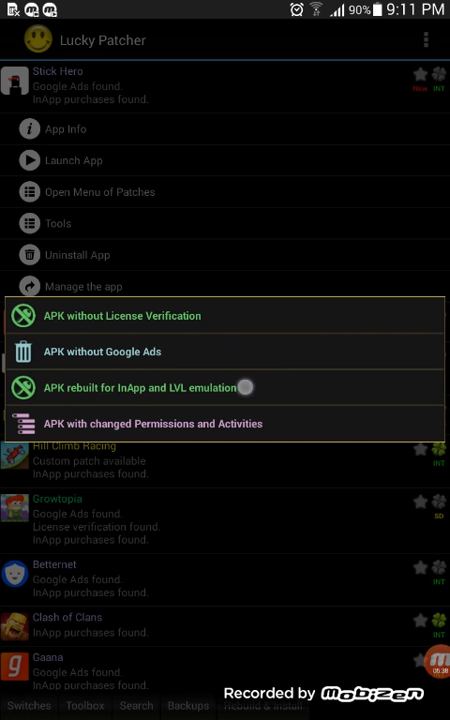 90% 9:11 PM
Lucky Patcher
Stick Hero
Google Ads found.
InApp purchases found.
New INT
App Info
Launch App
Open Menu of Patches
Tools
Uninstall App
Manage the app
APK without License Verification
APK without Google Ads
APK rebuilt for InApp and LVL emulation
APK with changed Permissions and Activities
Hill Climb Racing
Custom patch available
InApp purchases found.
INT
Growtopia
Google Ads found.
License verification found.
InApp purchases found.
SD
Betternet
Google Ads found.
InApp purchases found.
INT
Clash of Clans
InApp purchases found.
INT
Gaana
Google Ads found.
InApp purchases found.
Switches Toolbox Search Backups Rebuild & Install
Recorded by mobizen